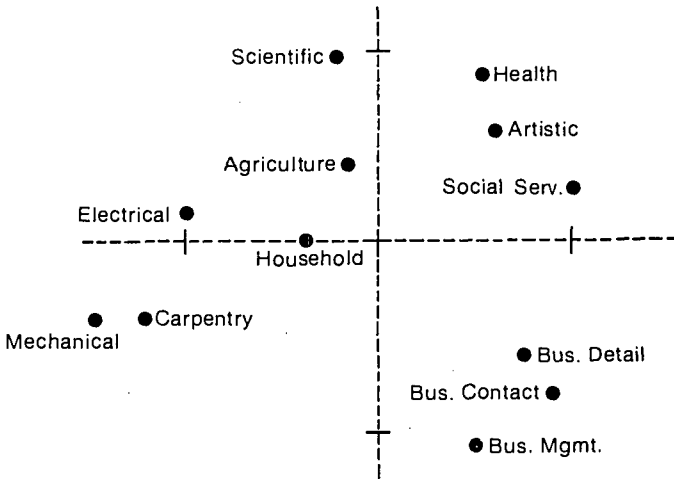 Scientific
Health
Artistic
Agriculture
Social Serv.
Electrical
Household
Carpentry
Mechanical
Bus. Detail
Bus. Contact
Bus. Mgmt.